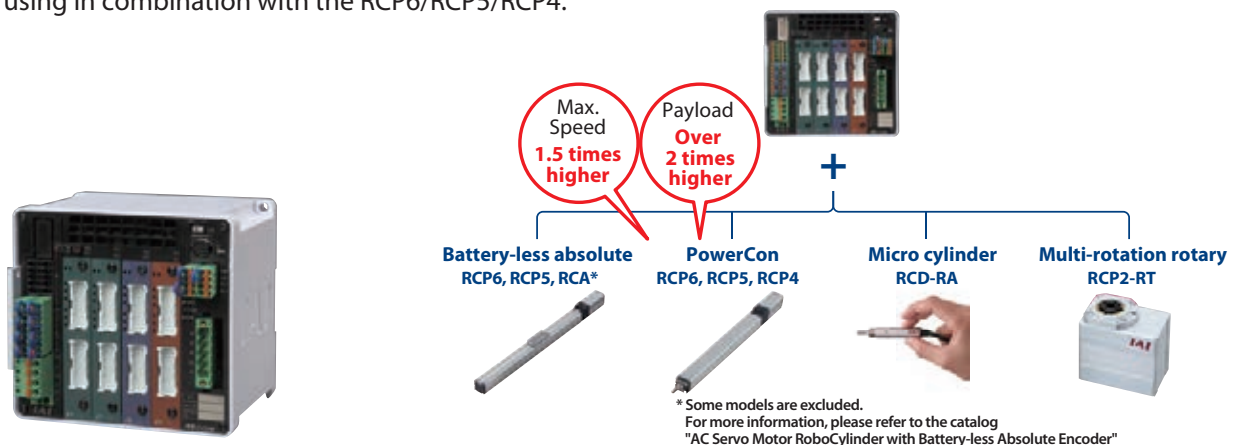 using in combination with the RCP6/RCP5/RCP4.
Max.
Speed
1.5 times
higher
Payload
Over
2 times
higher
+
Battery-less absolute
RCP6, RCP5, RCA*
PowerCon
RCP6, RCP5, RCP4
Micro cylinder
RCD-RA
Multi-rotation rotary
RCP2-RT
IAI
IAI
* Some models are excluded.
For more information, please refer to the catalog
"AC Servo Motor RoboCylinder with Battery-less Absolute Encoder"